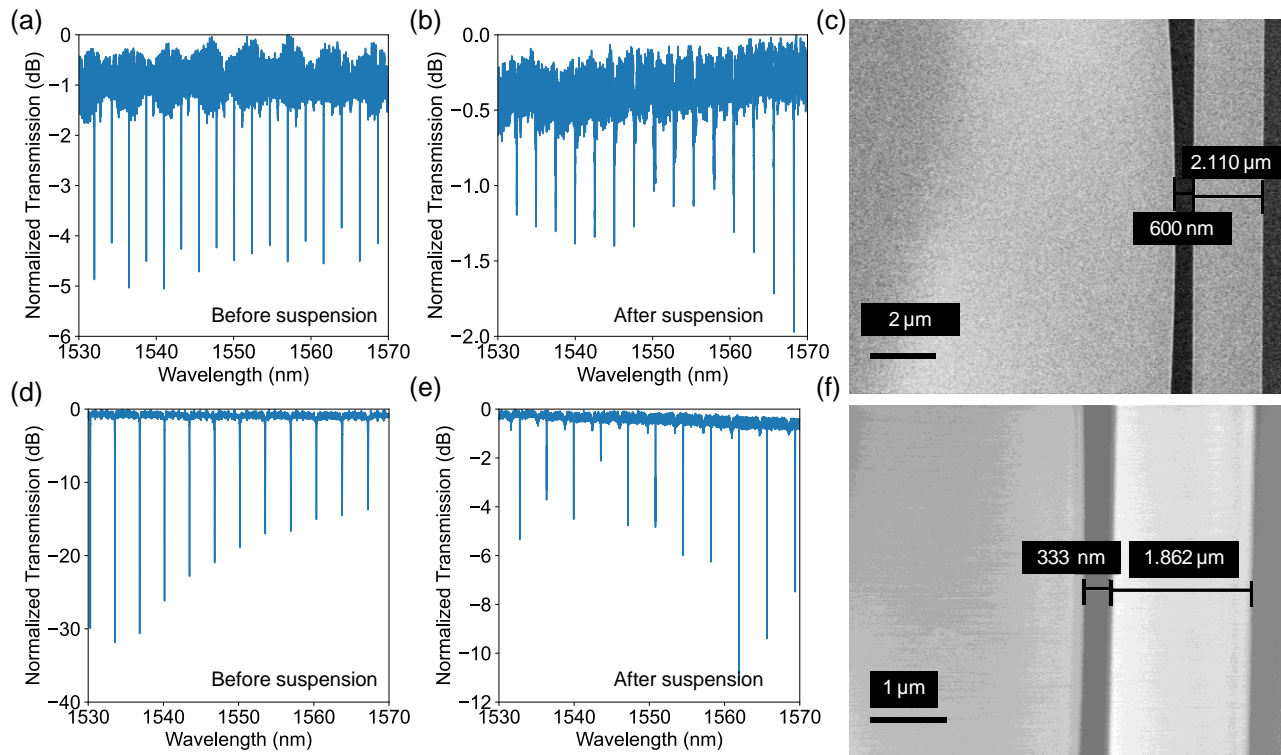 (a)
0
−1
−2
−3
−4
−5
−6
Normalized Transmission (dB)
1530
1540
1550
1560
1570
Wavelength (nm)
Before suspension
(b)
0.0
−0.5
−1.0
−1.5
−2.0
Normalized Transmission (dB)
1530
1540
1550
1560
1570
Wavelength (nm)
After suspension
(c)
2.110 µm
600 nm
2 µm
(d)
0
−10
−20
−30
−40
Normalized Transmission (dB)
1530
1540
1550
1560
1570
Wavelength (nm)
Before suspension
(e)
0
−2
−4
−6
−8
−10
−12
Normalized Transmission (dB)
1530
1540
1550
1560
1570
Wavelength (nm)
After suspension
(f)
333 nm
1.862 µm
1 µm